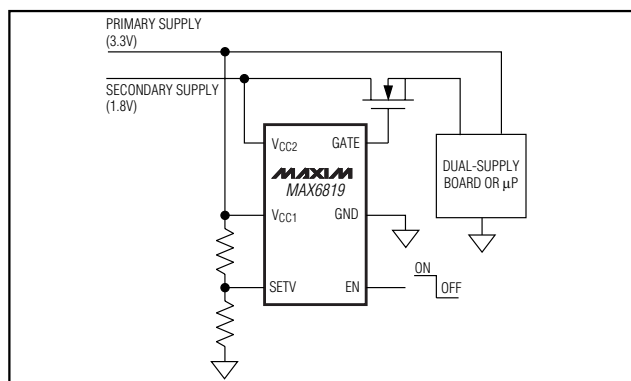 PRIMARY SUPPLY
(3.3V)
SECONDARY SUPPLY
(1.8V)
VCC2
GATE
MAXIM
MAX6819
DUAL-SUPPLY
BOARD OR µP
VCC1
GND
ON
OFF
SETV
EN